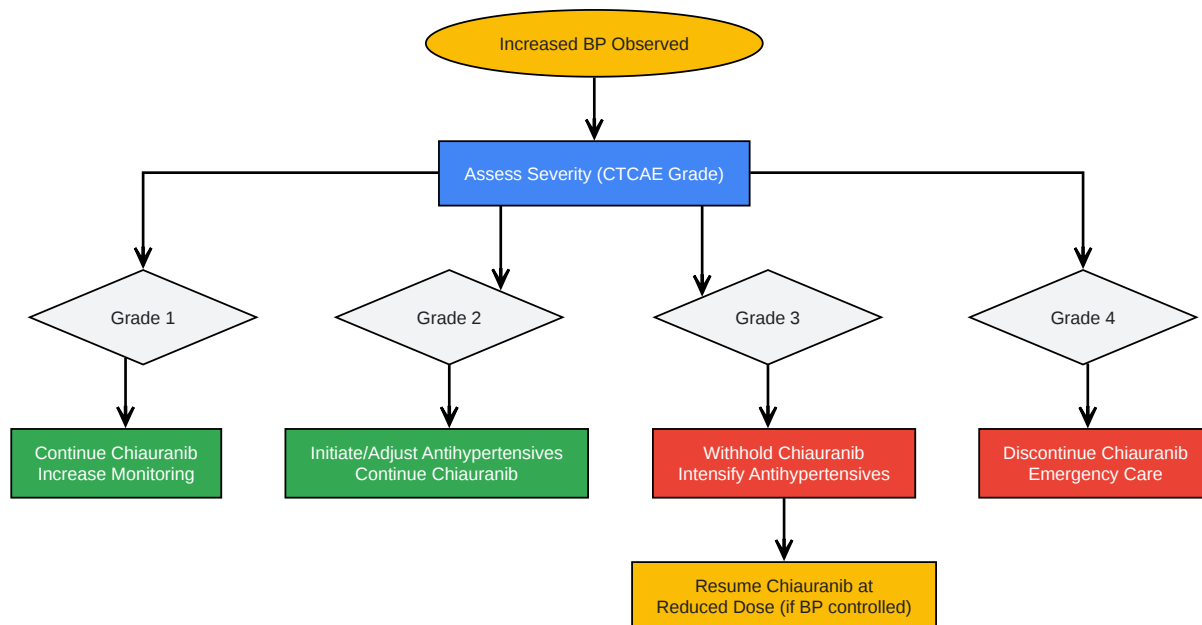 Increased BP Observed
Assess Severity (CTCAE Grade)
Grade 1
Grade 2
Grade 3
Grade 4
Continue Chiauranib
Increase Monitoring
Initiate/Adjust Antihypertensives
Continue Chiauranib
Withhold Chiauranib
Intensify Antihypertensives
Discontinue Chiauranib
Emergency Care
Resume Chiauranib at
Reduced Dose (if BP controlled)